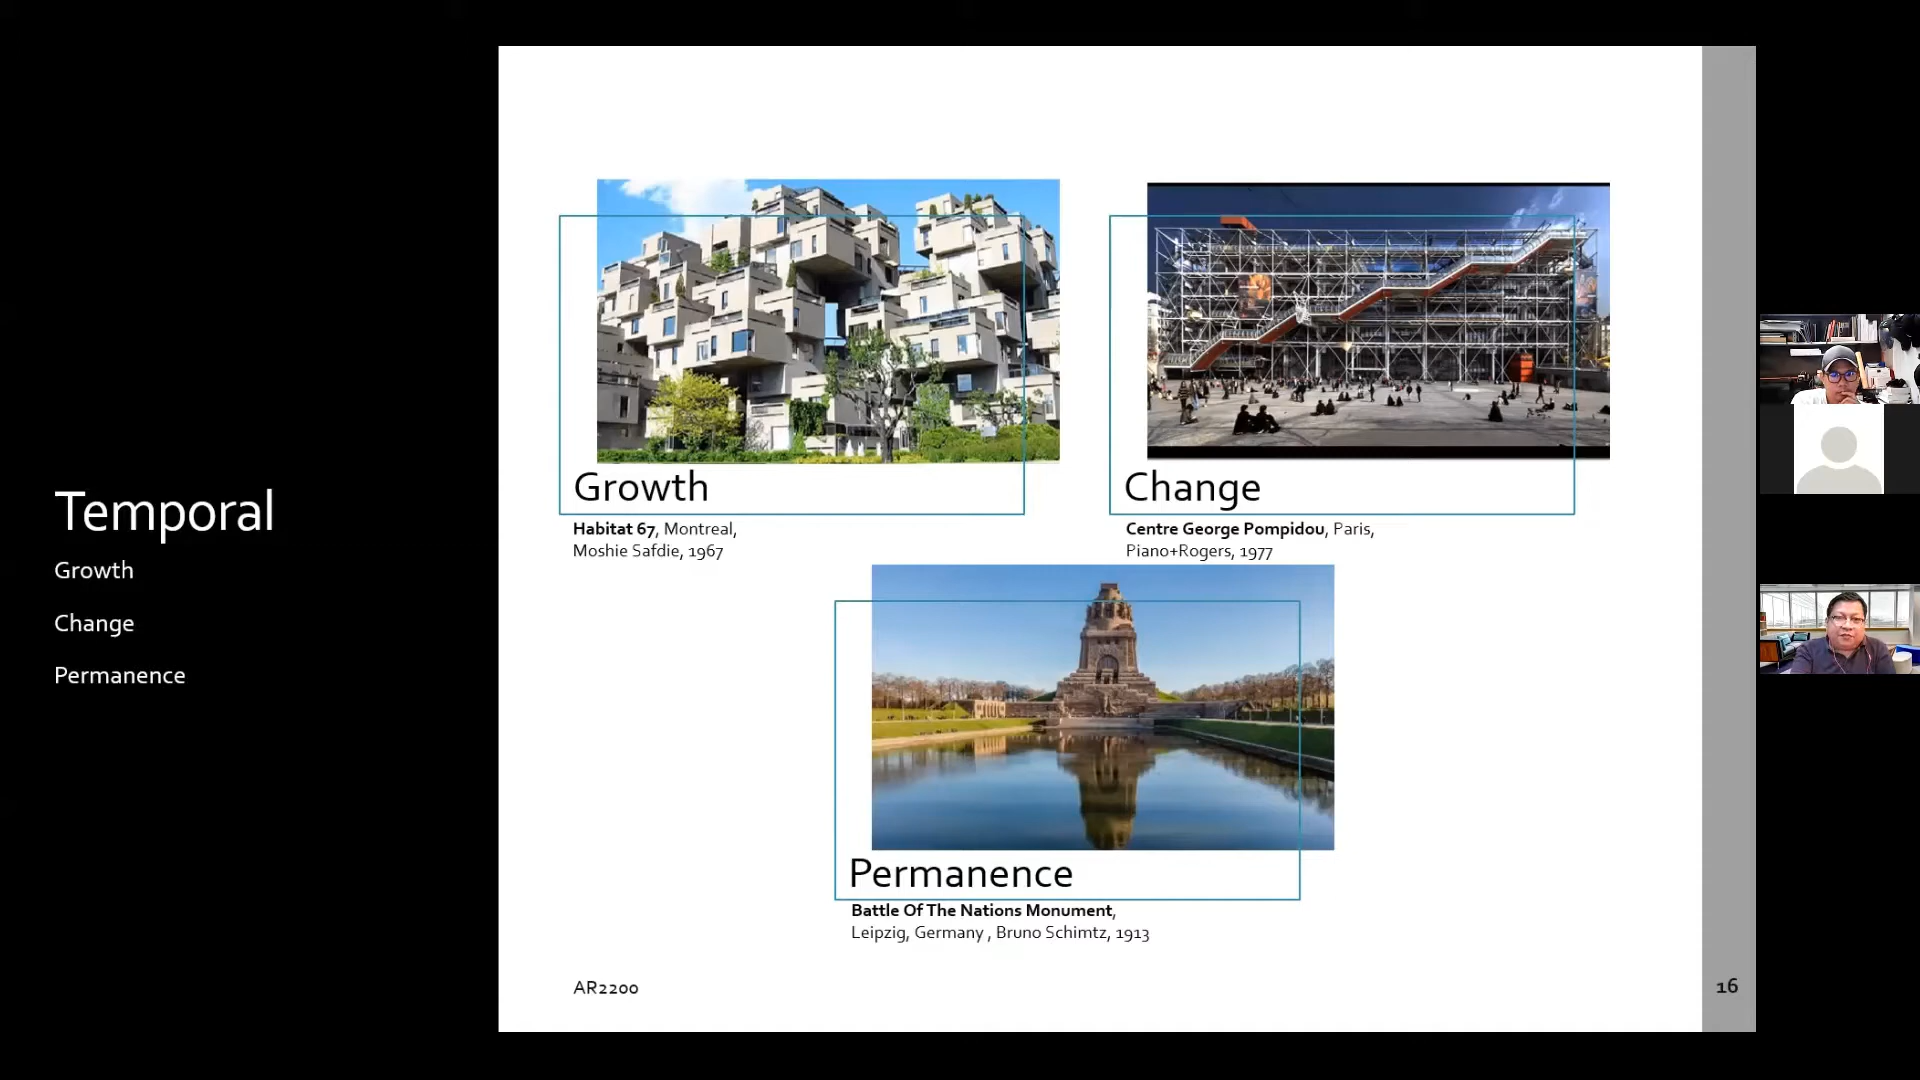 Temporal
Growth
Change
Permanence
Growth
Habitat 67, Montreal,
Moshie Safdie, 1967
Change
Centre George Pompidou, Paris,
Piano+Rogers, 1977
Permanence
Battle Of The Nations Monument,
Leipzig, Germany , Bruno Schimtz, 1913
AR2200
16